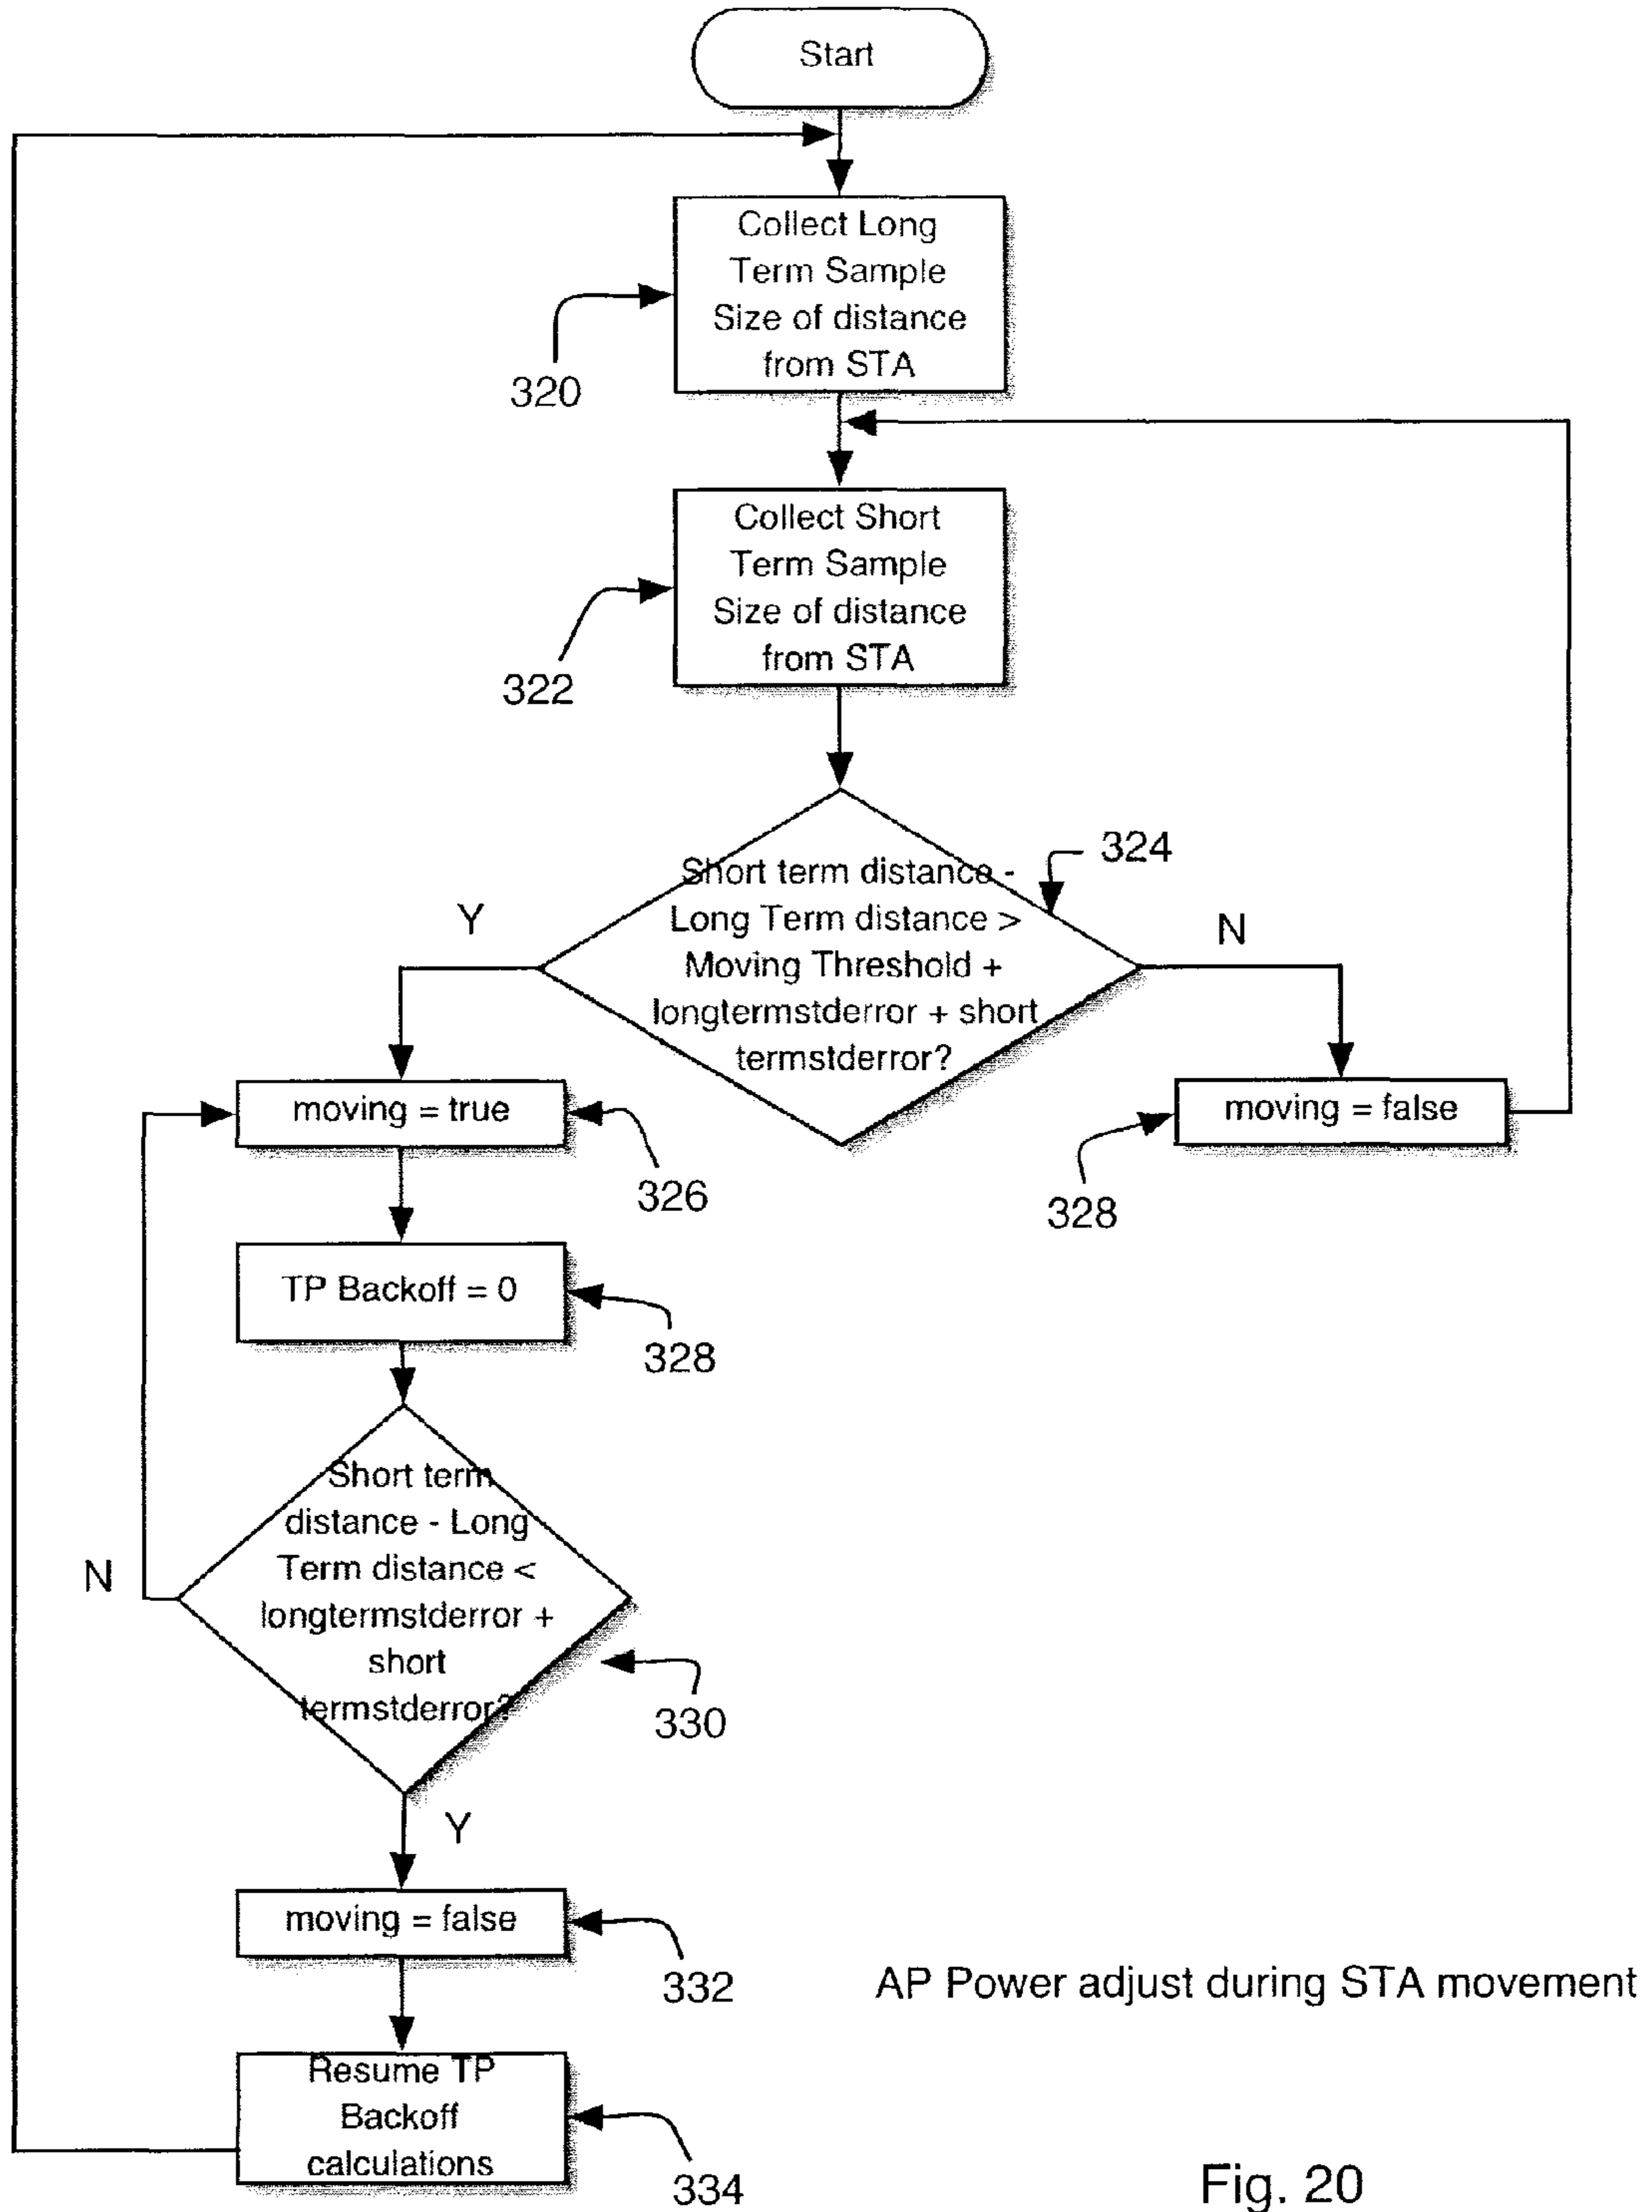 Start
Collect Long
Term Sample
Size of distance
from STA
320
Collect Short
Term Sample
Size of distance
from STA
322
324
Short term distance -
Long Term distance >
Moving Threshold +
longtermstderror + short
termstderror?
Y
N
moving = true
326
moving = false
328
TP Backoff = 0
328
Short term
distance - Long
Term distance <
longtermstderror +
short
termstderror?
N
330
Y
moving = false
332
AP Power adjust during STA movement
Resume TP
Backoff
calculations
334
Fig. 20